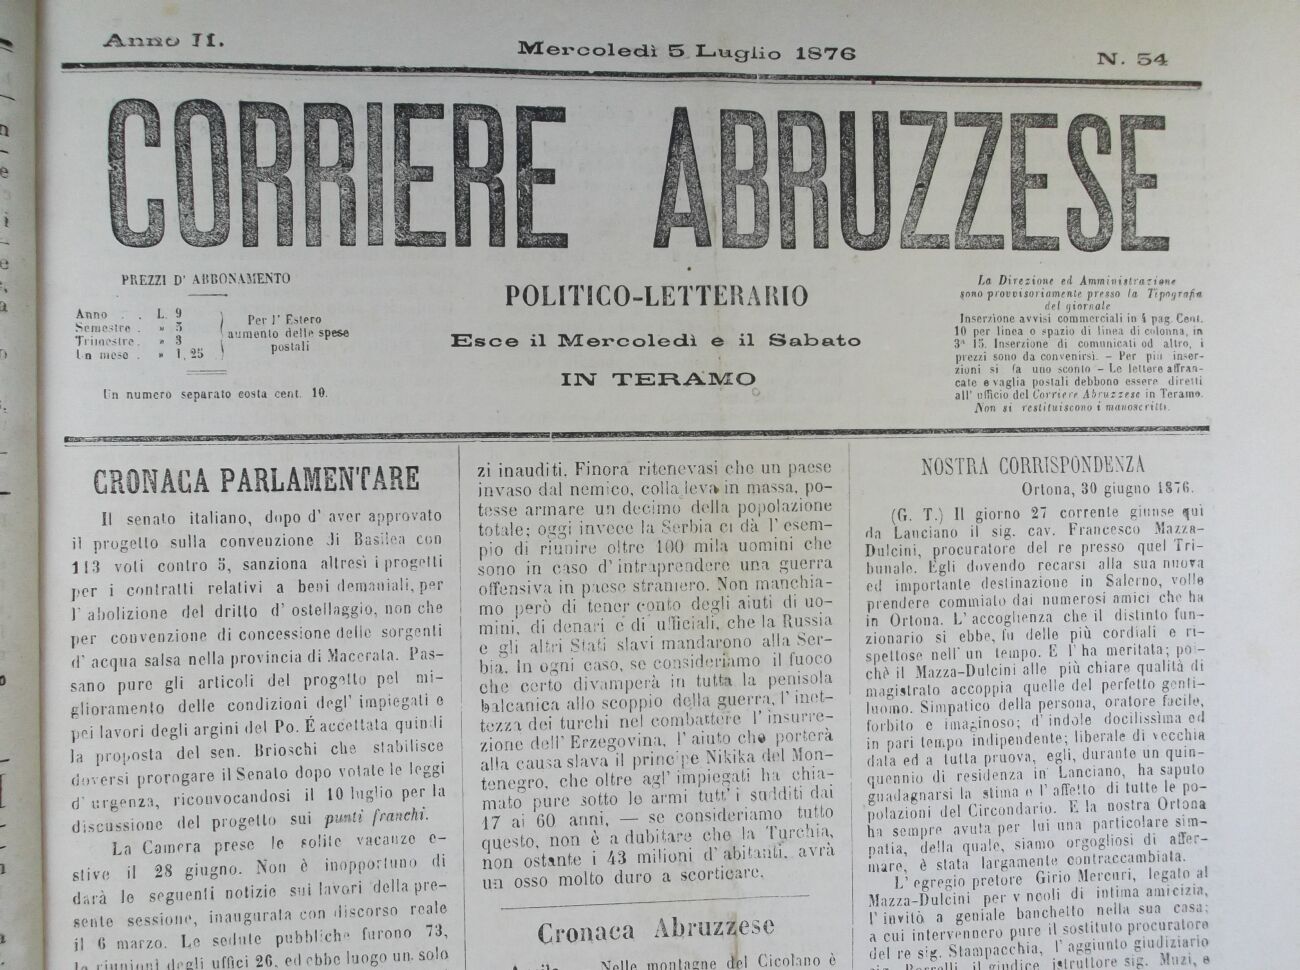 Anno II.
Mercoledì 5 Luglio 1876
N. 54
CORRIERE ABRUZZESE
PREZZI D' ABBONAMENTO
Anno . . L. 9
Semestre . » 5
Trimestre . » 3
Un mese . » 1, 25
Per l' Estero
aumento delle spese
postali
Un numero separato costa cent. 10.
POLITICO-LETTERARIO
Esce il Mercoledì e il Sabato
IN TERAMO
La Direzione ed Amministrazione
sono provvisoriamente presso la Tipografia
del giornale
Inserzione avvisi commerciali in 4 pag. Cent.
10 per linea o spazio di linea di colonna, in
3ª 15. Inserzione di comunicati od altro, i
prezzi sono da convenirsi. – Per più inser-
zioni si fa uno sconto – Le lettere affran-
cate e vaglia postali debbono essere diretti
all' ufficio del Corriere Abruzzese in Teramo.
Non si restituiscono i manoscritti.
CRONACA PARLAMENTARE
Il senato italiano, dopo d' aver approvato
il progetto sulla convenzione di Basilea con
113 voti contro 5, sanziona altresì i progetti
per i contratti relativi a beni demaniali, per
l' abolizione del dritto d' ostellaggio, non che
per convenzione di concessione delle sorgenti
d' acqua salsa nella provincia di Macerata. Pas-
sano pure gli articoli del progetto pel mi-
glioramento delle condizioni degl' impiegati e
pei lavori degli argini del Po. É accettata quindi
la proposta del sen. Brioschi che stabilisce
doversi prorogare il Senato dopo votate le leggi
d' urgenza, riconvocandosi il 10 luglio per la
discussione del progetto sui punti franchi.
La Camera prese le solite vacanze e-
stive il 28 giugno. Non è inopportuno di
darà le seguenti notizie sui lavori della pre-
sente sessione, inaugurata con discorso reale
il 6 marzo. Le sedute pubbliche furono 73,
le riunioni degli uffici 26, ed ebbe luogo un solo
zi inauditi. Finora ritenevasi che un paese
invaso dal nemico, colla leva in massa, po-
tesse armare un decimo della popolazione
totale; oggi invece la Serbia ci dà l' esem-
pio di riunire oltre 100 mila uomini che
sono in caso d' intraprendere una guerra
offensiva in paese straniero. Non manchia-
mo però di tener conto degli aiuti di uo-
mini, di denari e di ufficiali, che la Russia
e gli altri Stati slavi mandarono alla Ser-
bia. In ogni caso, se consideriamo il fuoco
che certo divamperà in tutta la penisola
balcanica allo scoppio della guerra, l' inet-
tezza dei turchi nel combattere l' insurre-
zione dell' Erzegovina, l' aiuto che porterà
alla causa slava il principe Nikika del Mon-
tenegro, che oltre agl' impiegati ha chia-
mato pure sotto le armi tutt' i sudditi dai
17 ai 60 anni, — se consideriamo tutto
questo, non è a dubitare che la Turchia,
non ostante i 43 milioni d' abitanti, avrà
un osso molto duro a scorticare.
Cronaca Abruzzese
Nelle montagne del Cicolano è
NOSTRA CORRISPONDENZA
Ortona, 30 giugno 1876.
(G. T.) Il giorno 27 corrente giunse qui
da Lanciano il sig. cav. Francesco Mazza-
Dulcini, procuratore del re presso quel Tri-
bunale. Egli dovendo recarsi alla sua nuova
ed importante destinazione in Salerno, volle
prendere commiato dai numerosi amici che ha
in Ortona. L' accoglienza che il distinto fun-
zionario si ebbe, fu delle più cordiali e ri-
spettose nell' un tempo. E l' ha meritata; poi-
chè il Mazza-Dulcini alle più chiare qualità di
magistrato accoppia quelle del perfetto genti-
luomo. Simpatico della persona, oratore facile,
forbito e imaginoso; d' indole docilissima ed
in pari tempo indipendente; liberale di vecchia
data ed a tutta pruova, egli, durante un quin-
quennio di residenza in Lanciano, ha saputo
guadagnarsi la stima e l' affetto di tutte le po-
polazioni del Circondario. E la nostra Ortona
ha sempre avuta per lui una particolare sim-
patia, della quale, siamo orgogliosi di affer-
mare, è stata largamente contraccambiata.
L' egregio pretore Girio Mercuri, legato al
Mazza-Dulcini per vincoli di intima amicizia,
l' invitò a geniale banchetto nella sua casa;
a cui intervennero pure il sostituto procuratore
del re sig. Stampacchia, l' aggiunto giudiziario
sig. Borrelli, il giudice istruttore sig. Muzi, e